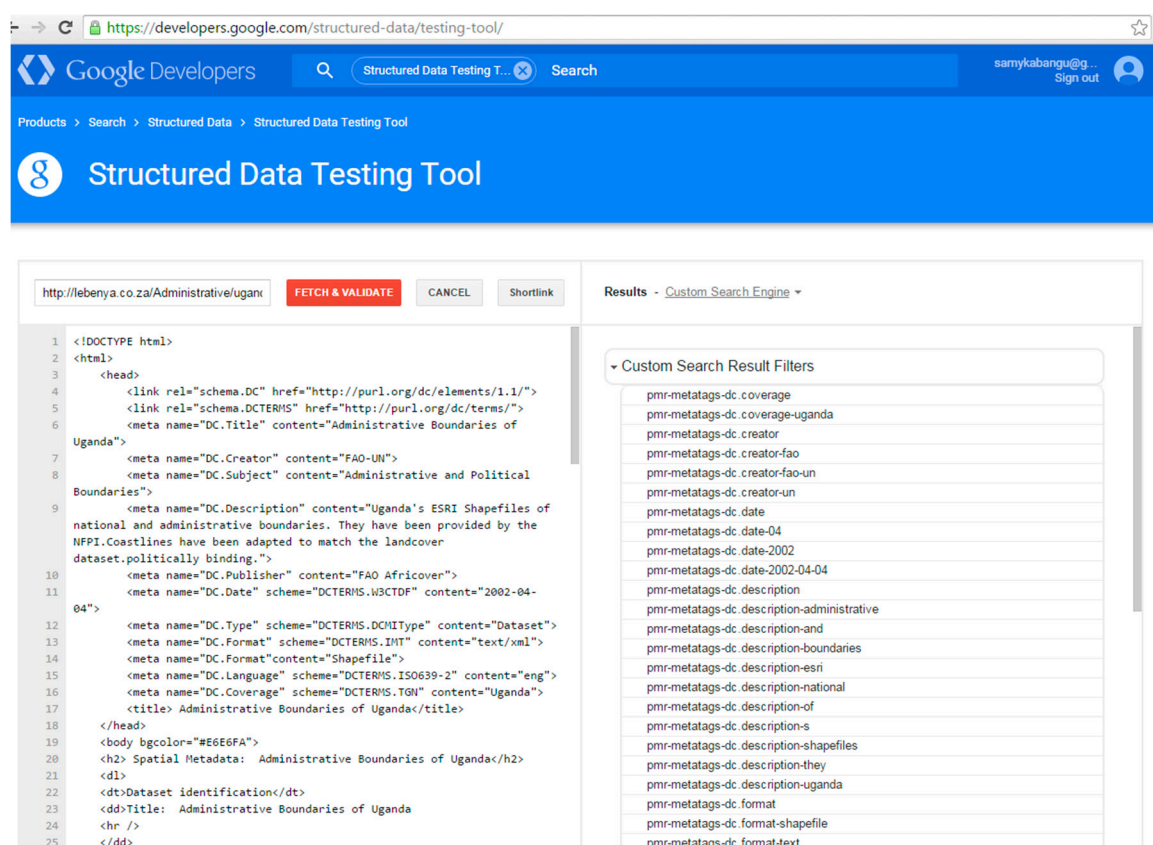 https://developers.google.com/structured-data/testing-tool/
Google Developers
Structured Data Testing T...
Search
samykabangu@g...
Sign out
Products > Search > Structured Data > Structured Data Testing Tool
g
Structured Data Testing Tool
http://lebenya.co.za/Administrative/ugand
FETCH & VALIDATE
CANCEL
Shortlink
Results - Custom Search Engine
1 <!DOCTYPE html>
2 <html>
3 <head>
4 <link rel="schema.DC" href="http://purl.org/dc/elements/1.1/">
5 <link rel="schema.DCTERMS" href="http://purl.org/dc/terms/">
6 <meta name="DC.Title" content="Administrative Boundaries of
Uganda">
7 <meta name="DC.Creator" content="FAO-UN">
8 <meta name="DC.Subject" content="Administrative and Political
Boundaries">
9 <meta name="DC.Description" content="Uganda's ESRI Shapefiles of
national and administrative boundaries. They have been provided by the
NFPI.Coastlines have been adapted to match the landcover
dataset.politically binding.">
10 <meta name="DC.Publisher" content="FAO Africover">
11 <meta name="DC.Date" scheme="DCTERMS.W3CTDF" content="2002-04-
04">
12 <meta name="DC.Type" scheme="DCTERMS.DCMIType" content="Dataset">
13 <meta name="DC.Format" scheme="DCTERMS.IMT" content="text/xml">
14 <meta name="DC.Format"content="Shapefile">
15 <meta name="DC.Language" scheme="DCTERMS.ISO639-2" content="eng">
16 <meta name="DC.Coverage" scheme="DCTERMS.TGN" content="Uganda">
17 <title> Administrative Boundaries of Uganda</title>
18 </head>
19 <body bgcolor="#E6E6FA">
20 <h2> Spatial Metadata: Administrative Boundaries of Uganda</h2>
21 <dl>
22 <dt>Dataset identification</dt>
23 <dd>Title: Administrative Boundaries of Uganda
24 <hr />
25 </dd>
Custom Search Result Filters
pmr-metatags-dc.coverage
pmr-metatags-dc.coverage-uganda
pmr-metatags-dc.creator
pmr-metatags-dc.creator-fao
pmr-metatags-dc.creator-fao-un
pmr-metatags-dc.creator-un
pmr-metatags-dc.date
pmr-metatags-dc.date-04
pmr-metatags-dc.date-2002
pmr-metatags-dc.date-2002-04-04
pmr-metatags-dc.description
pmr-metatags-dc.description-administrative
pmr-metatags-dc.description-and
pmr-metatags-dc.description-boundaries
pmr-metatags-dc.description-esri
pmr-metatags-dc.description-national
pmr-metatags-dc.description-of
pmr-metatags-dc.description-s
pmr-metatags-dc.description-shapefiles
pmr-metatags-dc.description-they
pmr-metatags-dc.description-uganda
pmr-metatags-dc.format
pmr-metatags-dc.format-shapefile
pmr-metatags-dc.format-text